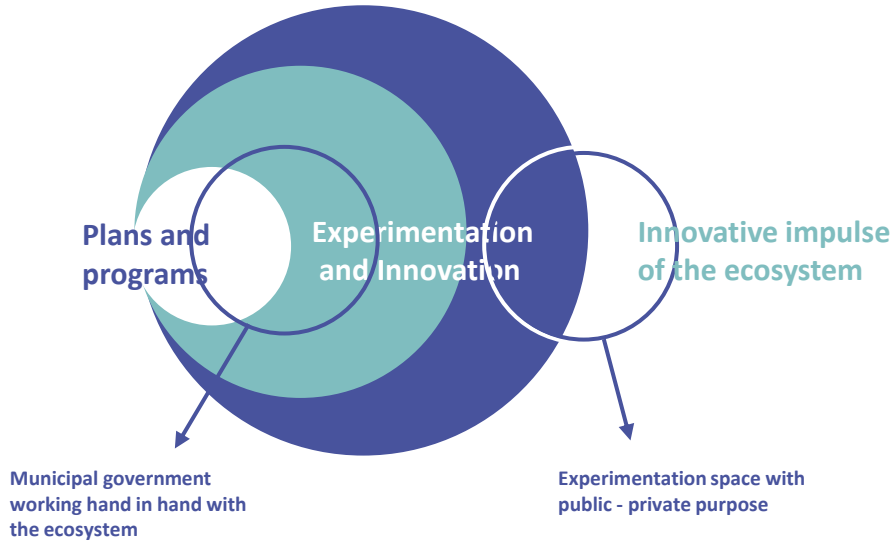 Plans and
programs
Experimentation
and Innovation
Innovative impulse
of the ecosystem
Municipal government
working hand in hand with
the ecosystem
Experimentation space with
public - private purpose